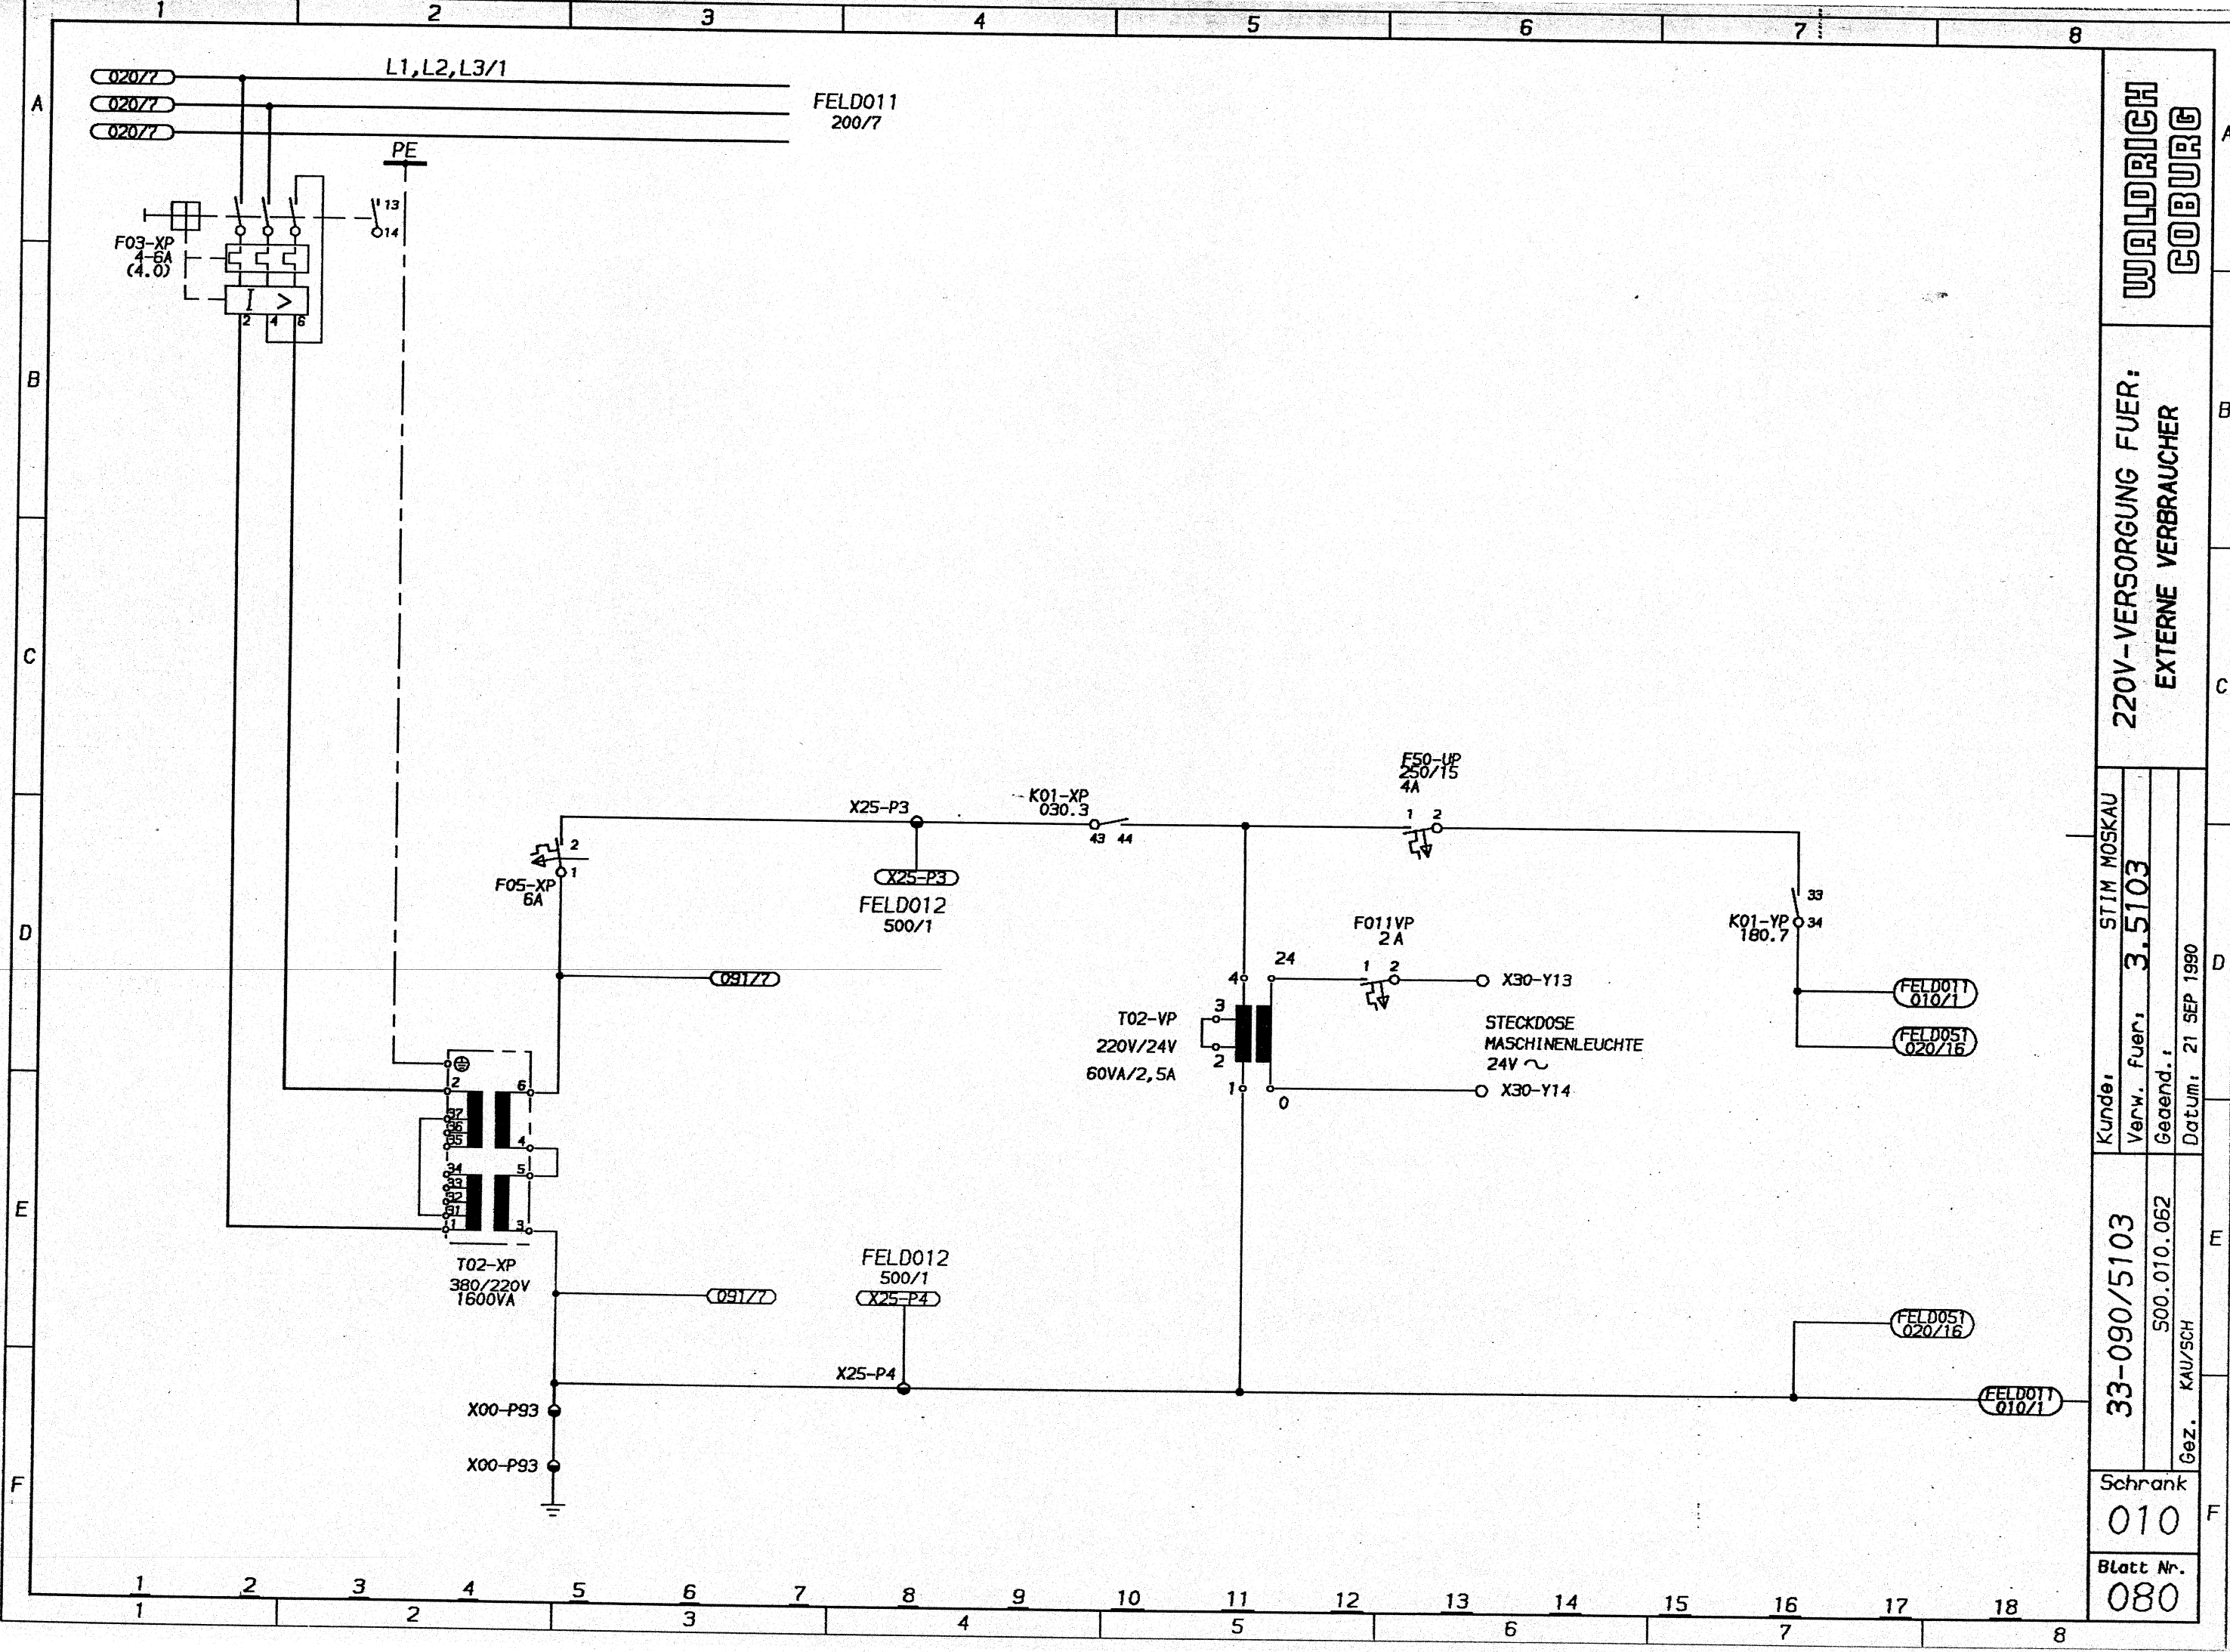 1 2 3 4 5 6 7 8
A
B
C
D
E
F
020/7
020/7
020/7
L1,L2,L3/1
FELD011
200/7
PE
13
14
F03-XP
4-6A
(4.0)
I >
2 4 6
F05-XP
6A
2
1
X25-P3
X25-P3
FELD012
500/1
K01-XP
030.3
43 44
F50-UP
250/15
4A
1 2
33
34
K01-YP
180.7
FELD011
010/1
FELD051
020/16
091/7
F011VP
2A
1 2
24
4
3
2
1
0
T02-VP
220V/24V
60VA/2,5A
X30-Y13
STECKDOSE
MASCHINENLEUCHTE
24V ~
X30-Y14
2
37
36
35
34
33
32
31
1
6
4
5
3
T02-XP
380/220V
1600VA
091/7
FELD012
500/1
X25-P4
X25-P4
FELD051
020/16
FELD011
010/1
X00-P93
X00-P93
1 2 3 4 5 6 7 8 9 10 11 12 13 14 15 16 17 18
1 2 3 4 5 6 7 8
A
B
C
D
E
F
WALDRICH
COBURG
220V-VERSORGUNG FUER:
EXTERNE VERBRAUCHER
Kunde: STIM MOSKAU
Verw. fuer: 3.5103
Geaend.:
Datum: 21 SEP 1990
33-090/5103
S00.010.062
Gez. KAU/SCH
Schrank
010
Blatt Nr.
080